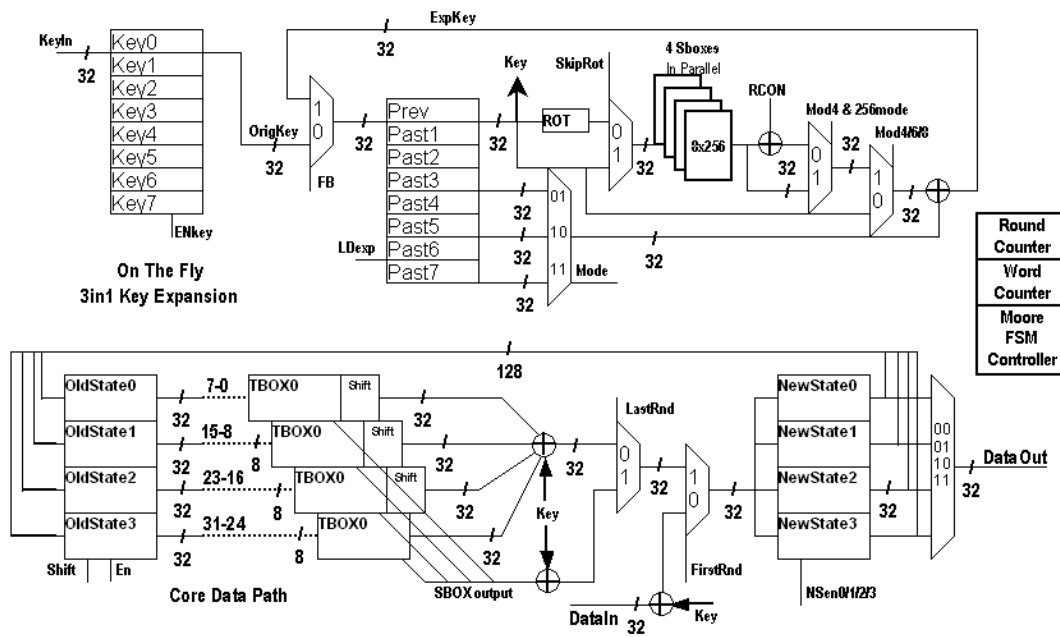 ExpKey
32
KeyIn
32
Key0
Key1
Key2
Key3
Key4
Key5
Key6
Key7
ENkey
On The Fly
3in1 Key Expansion
OrigKey
32
1
0
FB
32
Prev
Past1
Past2
Past3
Past4
Past5
Past6
Past7
LDexp
Key
32
ROT
SkipRot
0
1
32
4 Sboxes
In Parallel
8x256
RCON
32
Mod4 & 256mode
0
1
32
Mod4/6/8
1
0
32
01
10
11
32
32
32
Mode
32
Round
Counter
Word
Counter
Moore
FSM
Controller
128
OldState0
OldState1
OldState2
OldState3
Shift
En
32
32
32
32
7-0
15-8
23-16
31-24
8
8
8
TBOX0
Shift
TBOX0
Shift
TBOX0
Shift
TBOX0
32
32
32
32
Core Data Path
SBOX output
Key
32
LastRnd
0
1
32
1
0
FirstRnd
DataIn
32
Key
32
NewState0
NewState1
NewState2
NewState3
NSen0/1/2/3
32
00
01
10
11
DataOut
32